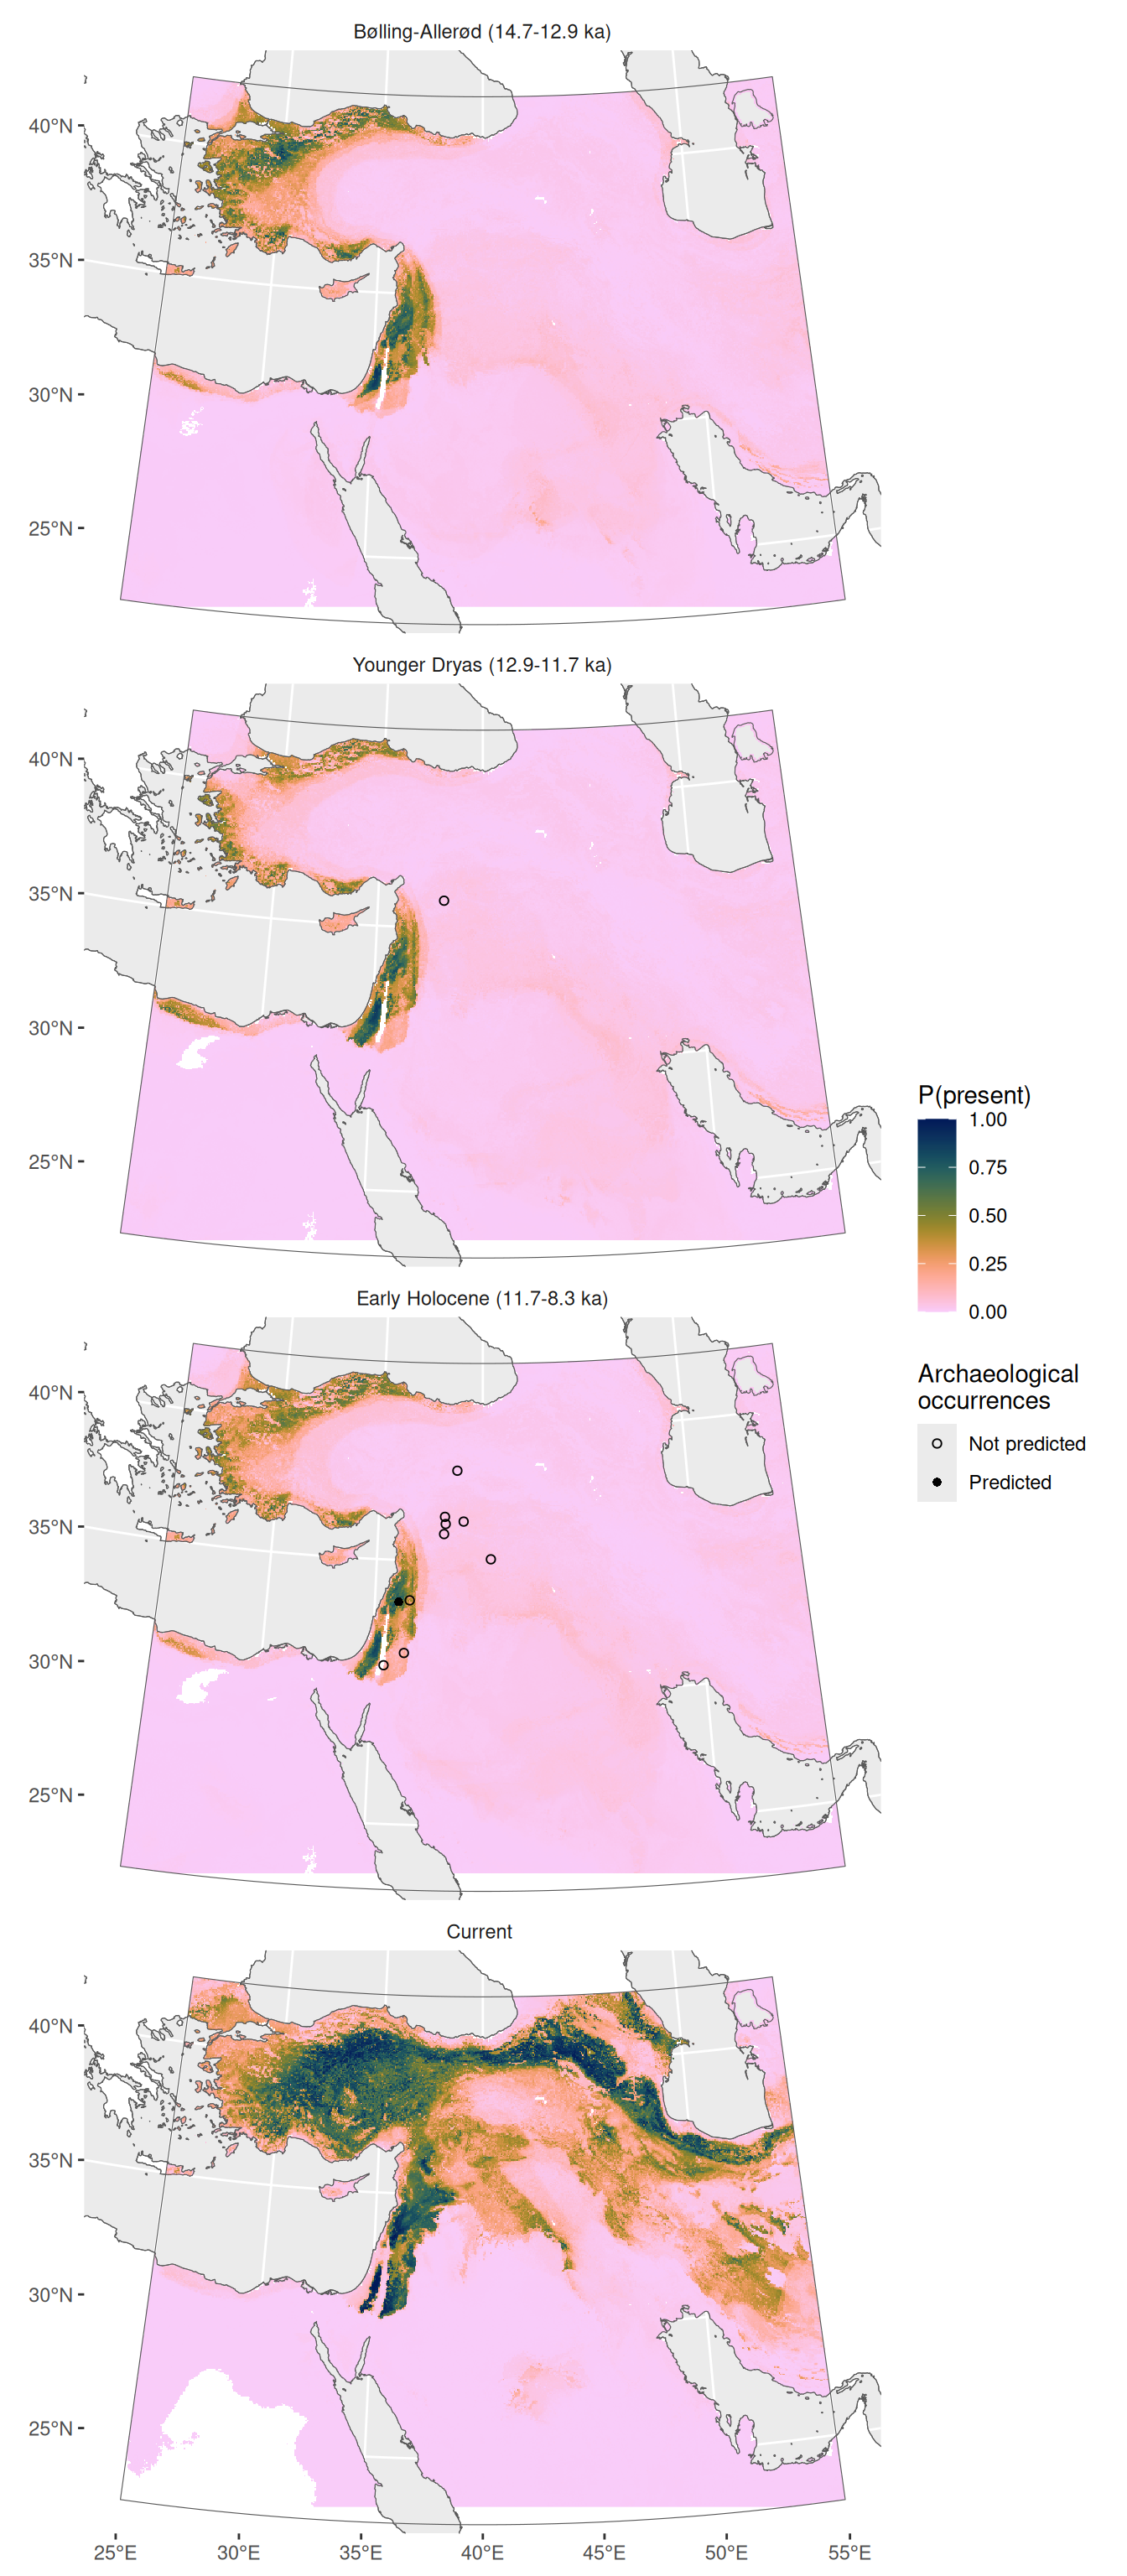 Bølling-Allerød (14.7-12.9 ka)
40°N
35°N
30°N
25°N
Younger Dryas (12.9-11.7 ka)
40°N
35°N
30°N
25°N
P(present)
1.00
0.75
0.50
0.25
0.00
Early Holocene (11.7-8.3 ka)
40°N
35°N
30°N
25°N
Archaeological
occurrences
Not predicted
Predicted
Current
40°N
35°N
30°N
25°N
25°E 30°E 35°E 40°E 45°E 50°E 55°E